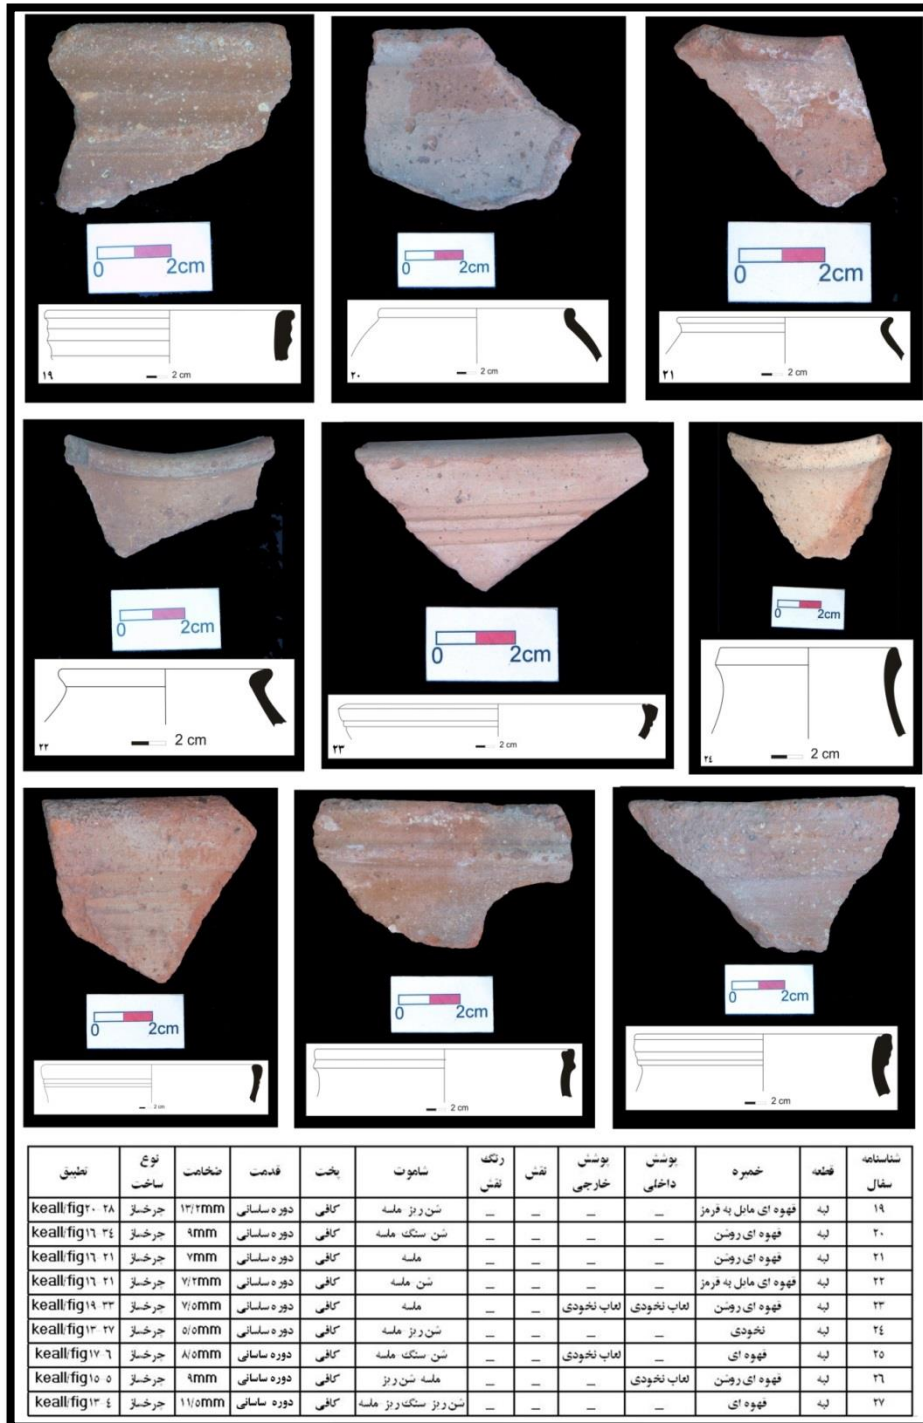 0 2cm
0 2cm
0 2cm
۱۹ 2 cm
۲۰ 2 cm
۲۱ 2 cm
0 2cm
0 2cm
0 2cm
۲۲ 2 cm
۲۳ 2 cm
۲٤ 2 cm
0 2cm
0 2cm
0 2cm
2 cm
2 cm
2 cm
شناسنامه سفال قطعه خمیره پوشش داخلی پوشش خارجی نقش رنگ نقش شاموت پخت قدمت ضخامت نوع ساخت تطبیق
۱۹ لبه قهوه ای مایل به قرمز _ _ _ _ شن ریز ماسه کافی دوره ساسانی ۱۳/۲mm چرخساز keall/fig۲۰-۲۸
۲۰ لبه قهوه ای روشن _ _ _ _ شن سنگ ماسه کافی دوره ساسانی ۹mm چرخساز keall/fig۱٦-۳٤
۲۱ لبه قهوه ای روشن _ _ _ _ ماسه کافی دوره ساسانی ۷mm چرخساز keall/fig۱٦-۲۱
۲۲ لبه قهوه ای مایل به قرمز _ _ _ _ شن ماسه کافی دوره ساسانی ۷/۲mm چرخساز keall/fig۱٦-۲۱
۲۳ لبه قهوه ای روشن لعاب نخودی لعاب نخودی _ _ ماسه کافی دوره ساسانی ۷/٥mm چرخساز keall/fig۱۹-۳۳
۲٤ لبه نخودی _ _ _ _ شن ریز ماسه کافی دوره ساسانی ٥/٥mm چرخساز keall/fig۱۳-۲۷
۲٥ لبه قهوه ای _ لعاب نخودی _ _ شن سنگ ماسه کافی دوره ساسانی ۸/٥mm چرخساز keall/fig۱۷-٦
۲٦ لبه قهوه ای روشن لعاب نخودی _ _ _ ماسه شن ریز کافی دوره ساسانی ۹mm چرخساز keall/fig۱٥-٥
۲۷ لبه قهوه ای _ _ _ _ شن ریز سنگ ریز ماسه کافی دوره ساسانی ۱۱/٥mm چرخساز keall/fig۱۳-٤